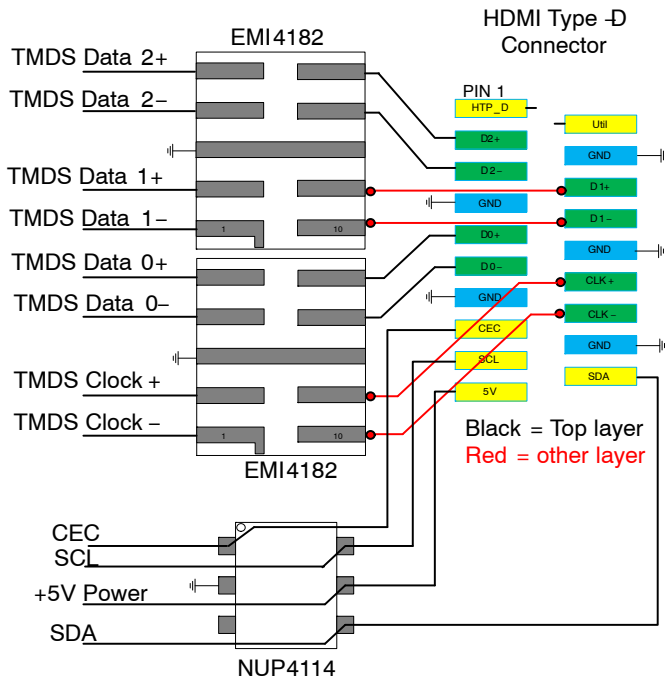 HDMI Type -D
Connector
EMI4182
TMDS Data 2+
TMDS Data 2−
TMDS Data 1+
TMDS Data 1−
1
10
TMDS Data 0+
TMDS Data 0−
TMDS Clock +
TMDS Clock −
1
10
EMI4182
PIN 1
HTP_D
D2+
D2−
GND
D0+
D0−
GND
CEC
SCL
5V
Util
GND
D1+
D1−
GND
CLK+
CLK−
GND
SDA
Black = Top layer
Red = other layer
CEC
SCL
+5V Power
SDA
NUP4114